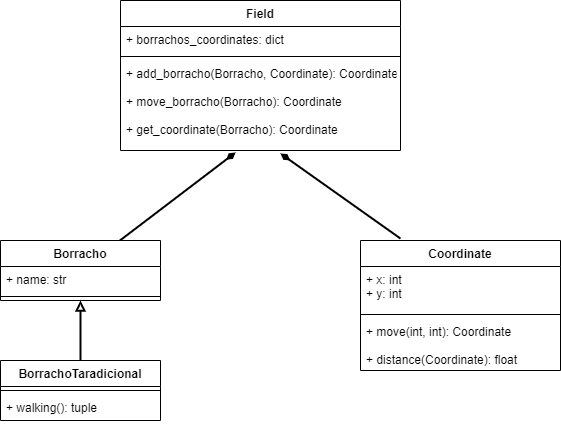 Field
+ borrachos_coordinates: dict
+ add_borracho(Borracho, Coordinate): Coordinate
+ move_borracho(Borracho): Coordinate
+ get_coordinate(Borracho): Coordinate
Borracho
+ name: str
Coordinate
+ x: int
+ y: int
+ move(int, int): Coordinate
+ distance(Coordinate): float
BorrachoTaradicional
+ walking(): tuple